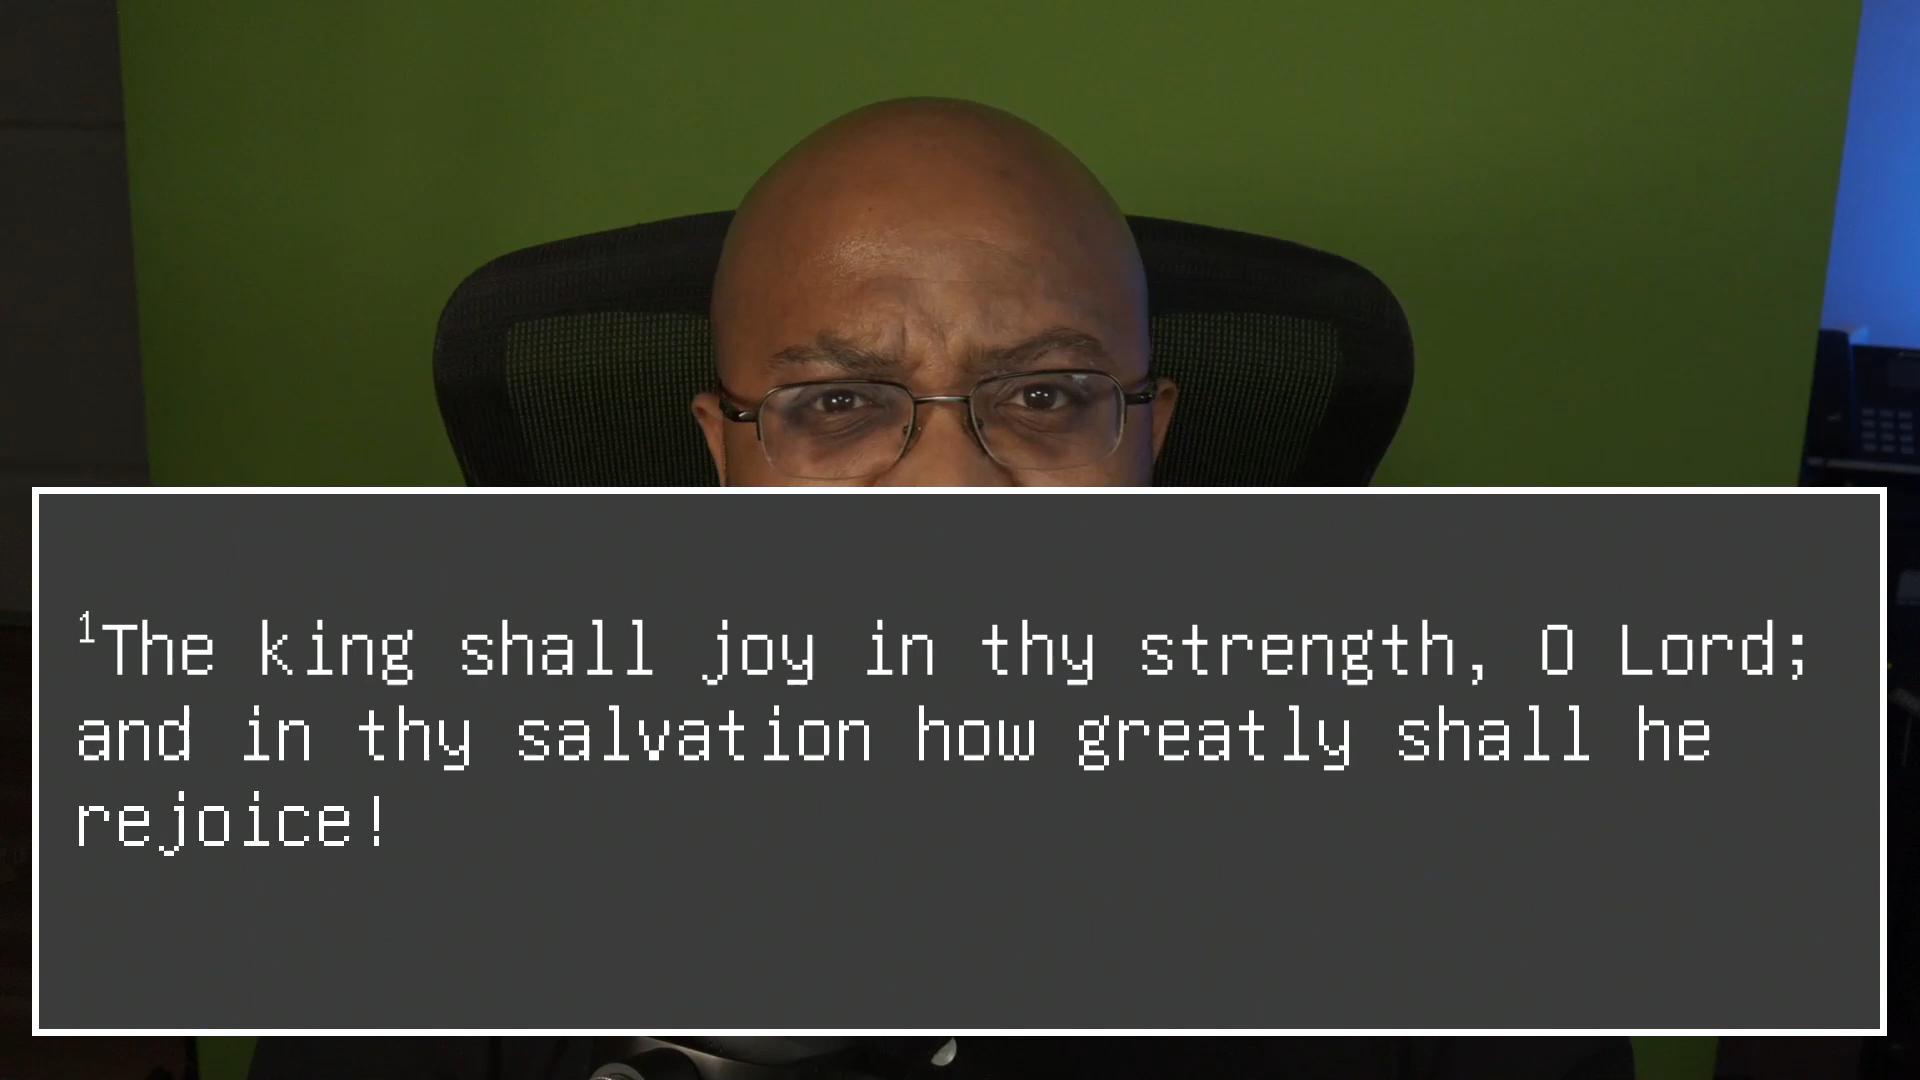 ¹The king shall joy in thy strength, O Lord;
and in thy salvation how greatly shall he
rejoice!